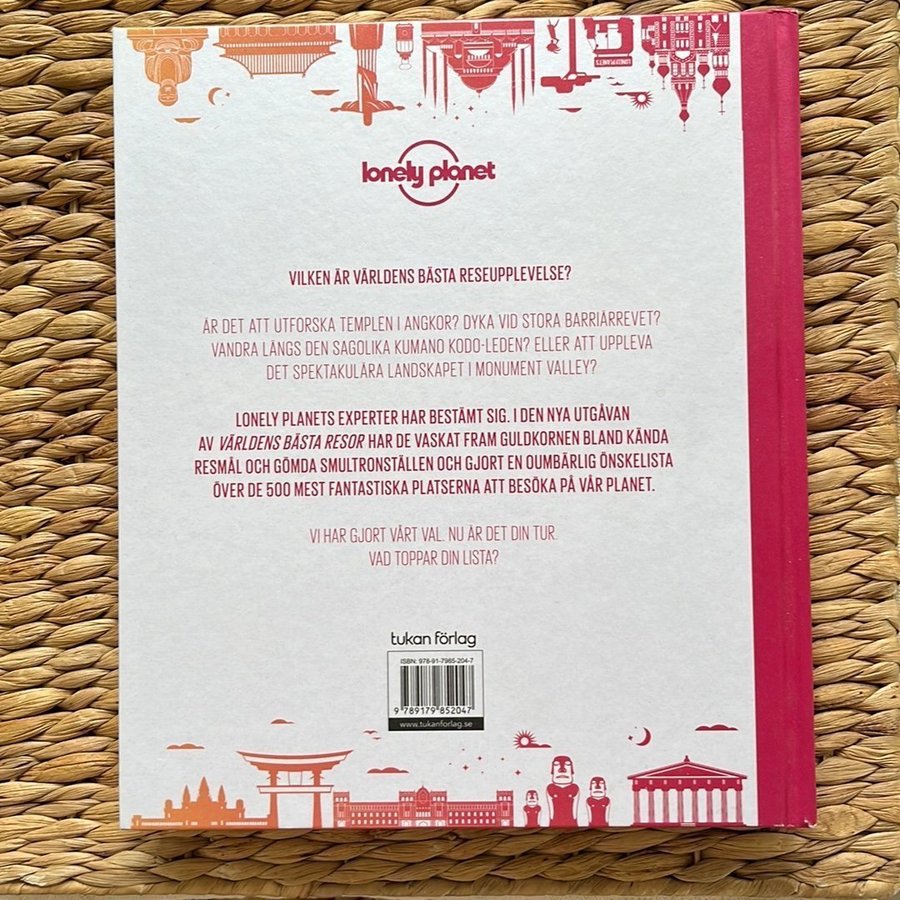 lonely planet
VILKEN ÄR VÄRLDENS BÄSTA RESEUPPLEVELSE?
ÄR DET ATT UTFORSKA TEMPLEN I ANGKOR? DYKA VID STORA BARRIÄRREVET?
VANDRA LÄNGS DEN SAGOLIKA KUMANO KODO-LEDEN? ELLER ATT UPPLEVA
DET SPEKTAKULÄRA LANDSKAPET I MONUMENT VALLEY?
LONELY PLANETS EXPERTER HAR BESTÄMT SIG. I DEN NYA UTGÅVAN
AV VÄRLDENS BÄSTA RESOR HAR DE VASKAT FRAM GULDKORNEN BLAND KÄNDA
RESMÅL OCH GÖMDA SMULTRONSTÄLLEN OCH GJORT EN OUMBÄRLIG ÖNSKELISTA
ÖVER DE 500 MEST FANTASTISKA PLATSERNA ATT BESÖKA PÅ VÅR PLANET.
VI HAR GJORT VÅRT VAL. NU ÄR DET DIN TUR.
VAD TOPPAR DIN LISTA?
tukan förlag
ISBN: 978-91-7985-204-7
9 789179 852047
www.tukanforlag.se